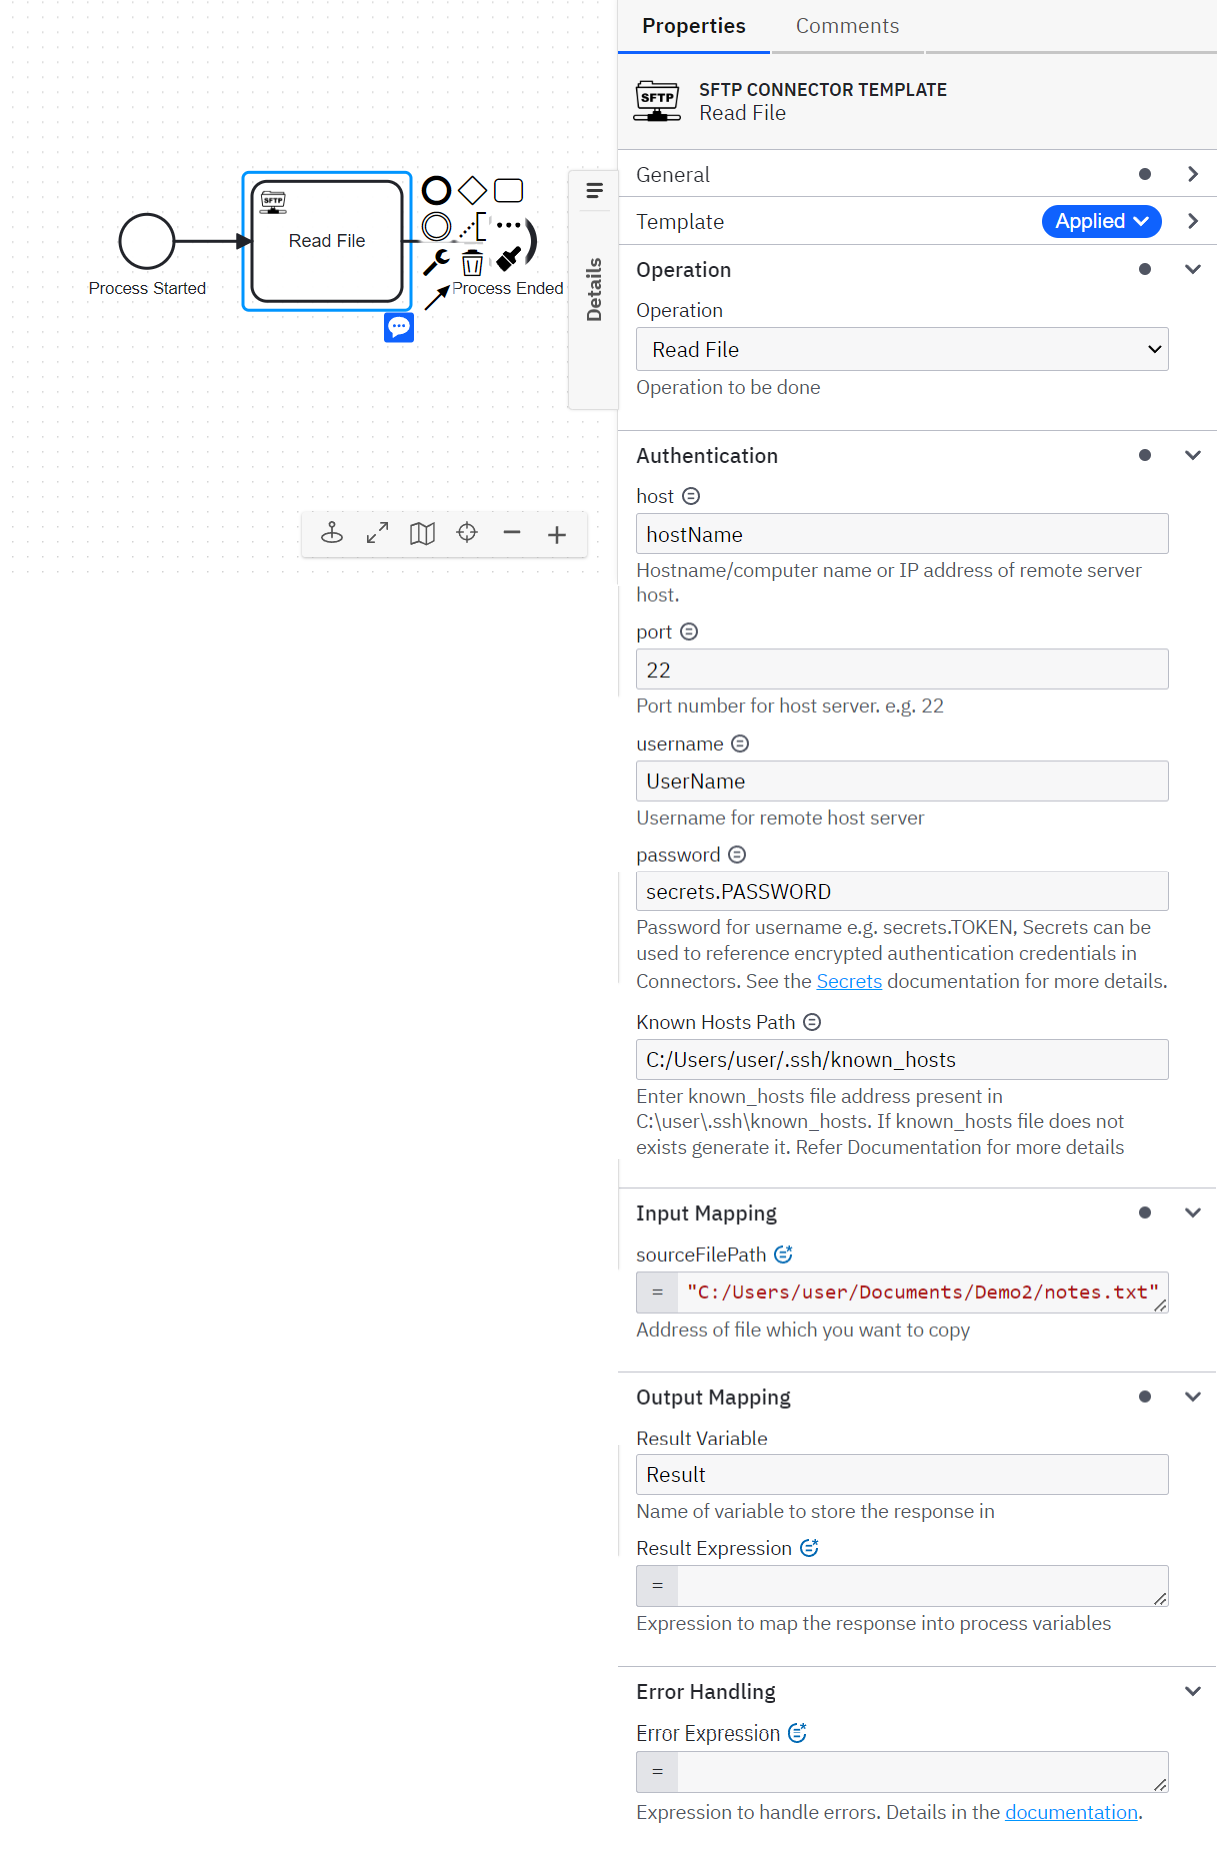 Properties
Comments
SFTP
SFTP CONNECTOR TEMPLATE
Read File
General
Template
Applied
Operation
Operation
Read File
Operation to be done
Authentication
host
hostName
Hostname/computer name or IP address of remote server
host.
port
22
Port number for host server. e.g. 22
username
UserName
Username for remote host server
password
secrets.PASSWORD
Password for username e.g. secrets.TOKEN, Secrets can be
used to reference encrypted authentication credentials in
Connectors. See the Secrets documentation for more details.
Known Hosts Path
C:/Users/user/.ssh/known_hosts
Enter known_hosts file address present in
C:\user\.ssh\known_hosts. If known_hosts file does not
exists generate it. Refer Documentation for more details
Input Mapping
sourceFilePath
= "C:/Users/user/Documents/Demo2/notes.txt"
Address of file which you want to copy
Output Mapping
Result Variable
Result
Name of variable to store the response in
Result Expression
=
Expression to map the response into process variables
Error Handling
Error Expression
=
Expression to handle errors. Details in the documentation.
SFTP
Read File
Process Started
Process Ended
Details